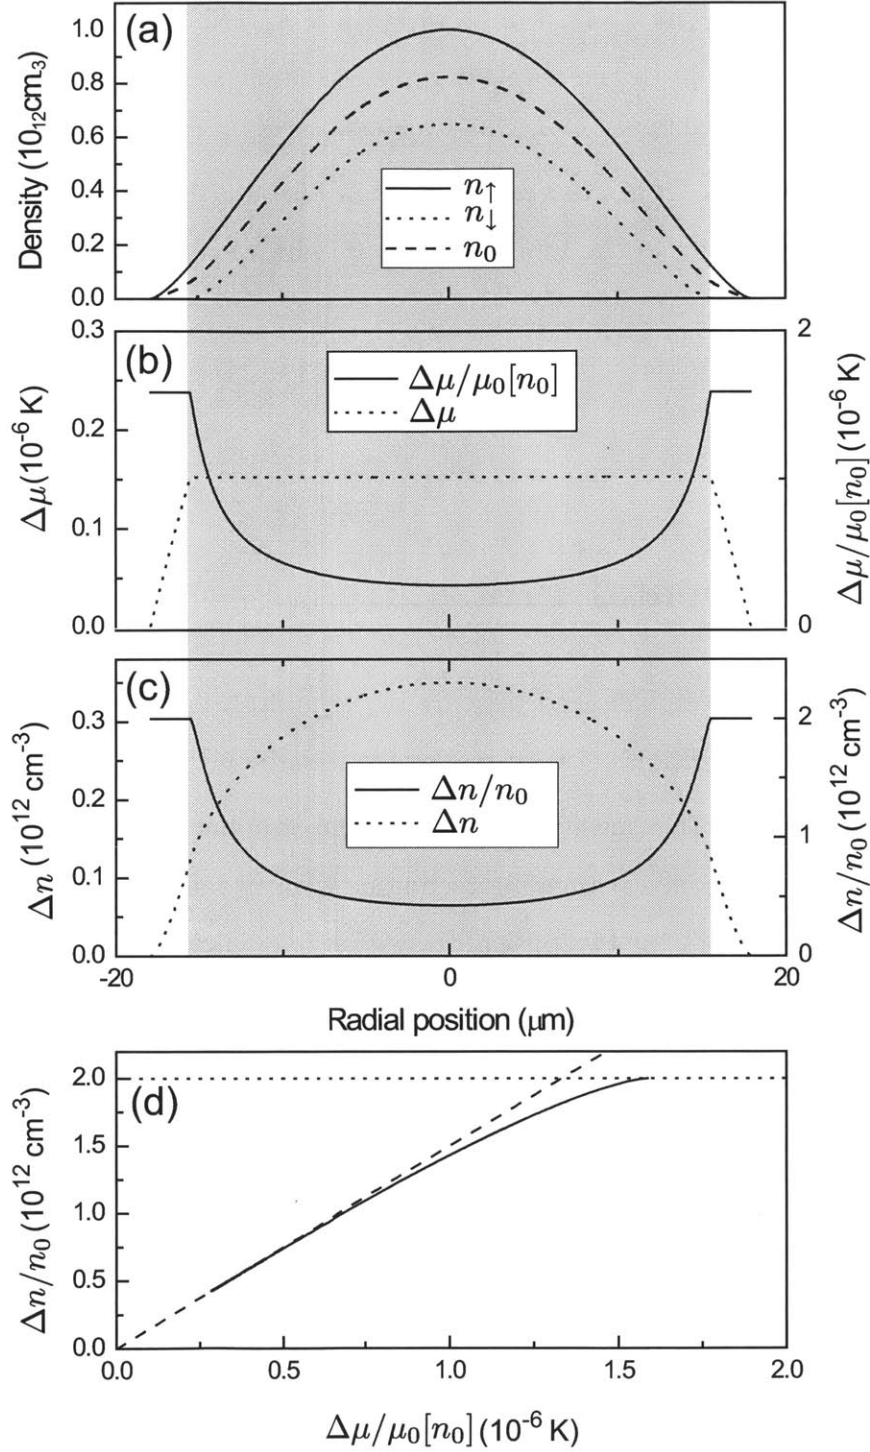 (a)
Density (10₁₂cm₃)
1.0
0.8
0.6
0.4
0.2
0.0
n↑
n↓
n₀
(b)
Δμ (10⁻⁶ K)
0.3
0.2
0.1
0.0
Δμ/μ₀[n₀]
Δμ
2
1
0
Δμ/μ₀[n₀] (10⁻⁶ K)
(c)
Δn (10¹² cm⁻³)
0.3
0.2
0.1
0.0
Δn/n₀
Δn
2
1
0
Δn/n₀ (10¹² cm⁻³)
-20
0
20
Radial position (μm)
(d)
Δn/n₀ (10¹² cm⁻³)
2.0
1.5
1.0
0.5
0.0
0.0
0.5
1.0
1.5
2.0
Δμ/μ₀[n₀] (10⁻⁶ K)